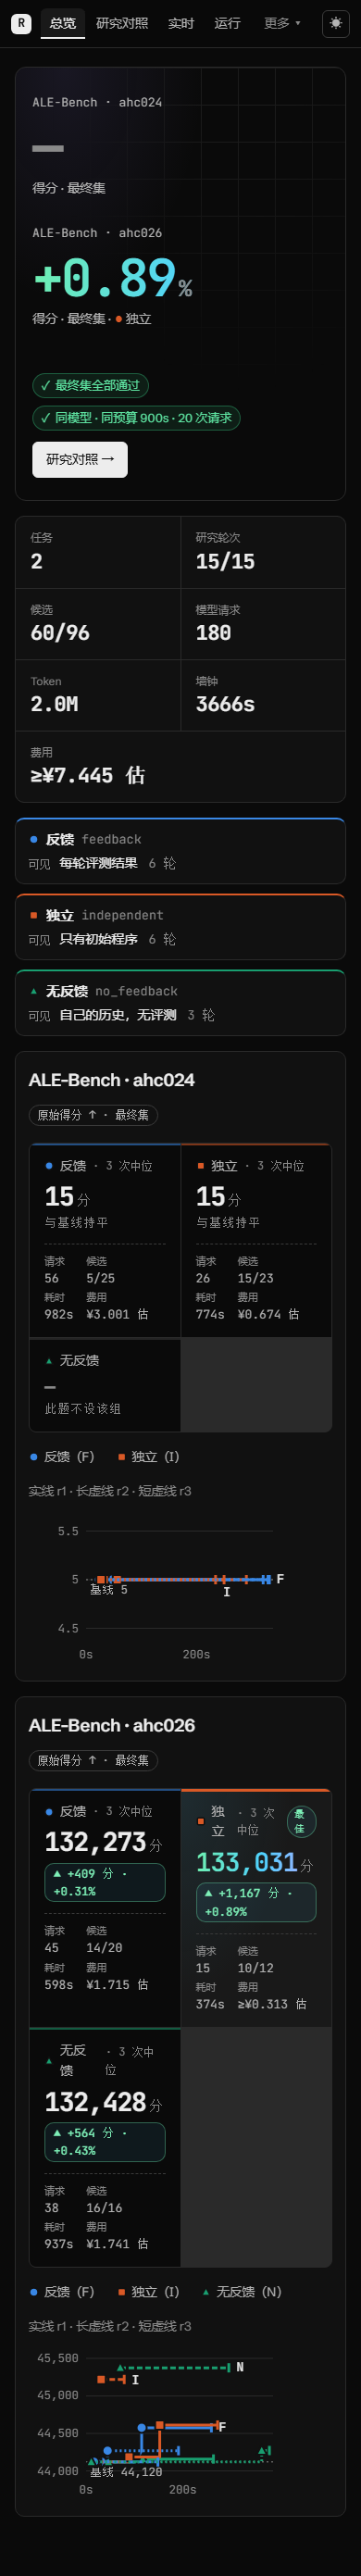 R 总览 研究对照 实时 运行 更多 ▾
ALE-Bench · ahc024
—
得分 · 最终集
ALE-Bench · ahc026
+0.89%
得分 · 最终集 · 独立
✓ 最终集全部通过
✓ 同模型 · 同预算 900s · 20 次请求
研究对照 →
任务 研究轮次
2 15/15
候选 模型请求
60/96 180
Token 墙钟
2.0M 3666s
费用
≥¥7.445 估
反馈 feedback
可见 每轮评测结果 6 轮
独立 independent
可见 只有初始程序 6 轮
无反馈 no_feedback
可见 自己的历史，无评测 3 轮
ALE-Bench · ahc024
原始得分 ↑ · 最终集
反馈 · 3 次中位
15 分
与基线持平
请求 候选
56 5/25
耗时 费用
982s ¥3.001 估
独立 · 3 次中位
15 分
与基线持平
请求 候选
26 5/23
耗时 费用
774s ¥0.674 估
无反馈
—
此题不设该组
反馈 (F) 独立 (I)
实线 r1 · 长虚线 r2 · 短虚线 r3
5.5
5 F
基线 5 I
4.5
0s 200s
ALE-Bench · ahc026
原始得分 ↑ · 最终集
反馈 · 3 次中位
132,273 分
▲ +409 分 ·
+0.31%
请求 候选
45 14/20
耗时 费用
598s ¥1.715 估
独
立
· 3 次
中位
最
佳
133,031 分
▲ +1,167 分 ·
+0.89%
请求 候选
15 10/12
耗时 费用
374s ≥¥0.313 估
无反
馈
· 3 次中
位
132,428 分
▲ +564 分 ·
+0.43%
请求 候选
38 16/16
耗时 费用
937s ¥1.741 估
反馈 (F) 独立 (I) 无反馈 (N)
实线 r1 · 长虚线 r2 · 短虚线 r3
45,500
N
I
45,000
44,500 F
44,000
基线 44,120
0s 200s